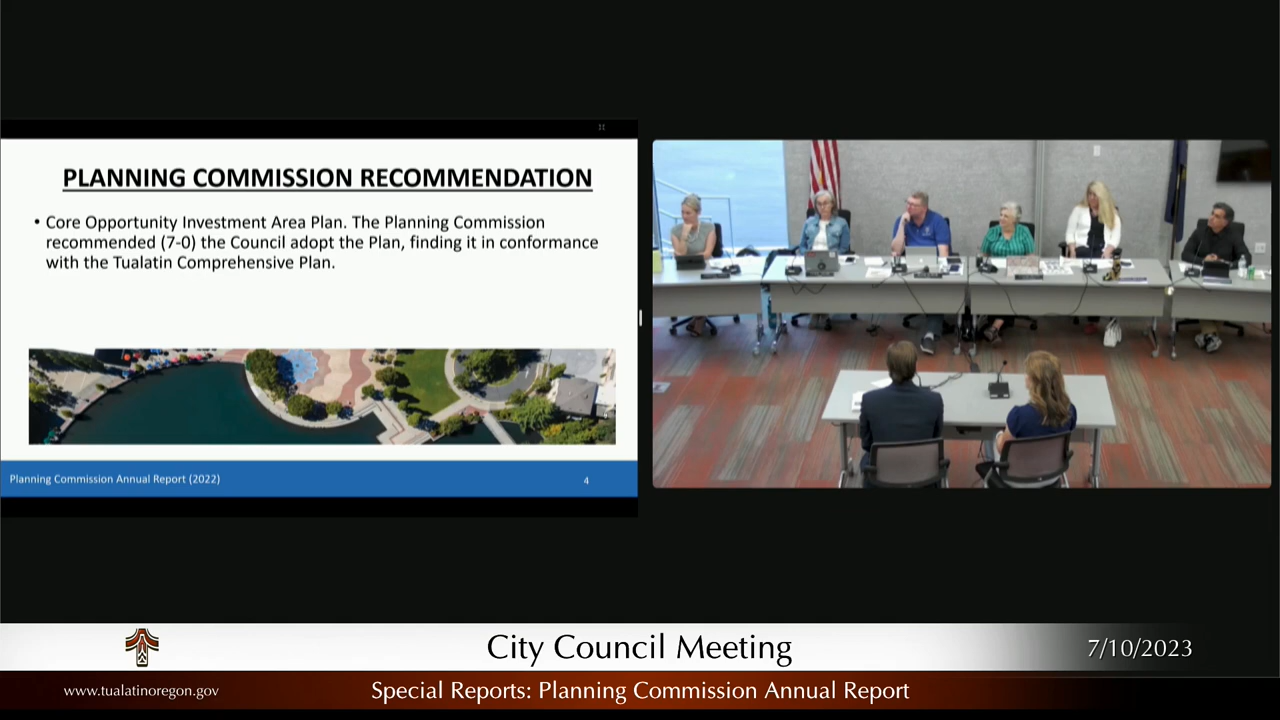 PLANNING COMMISSION RECOMMENDATION
• Core Opportunity Investment Area Plan. The Planning Commission
recommended (7-0) the Council adopt the Plan, finding it in conformance
with the Tualatin Comprehensive Plan.
Planning Commission Annual Report (2022)
4
City Council Meeting
7/10/2023
www.tualatinoregon.gov
Special Reports: Planning Commission Annual Report